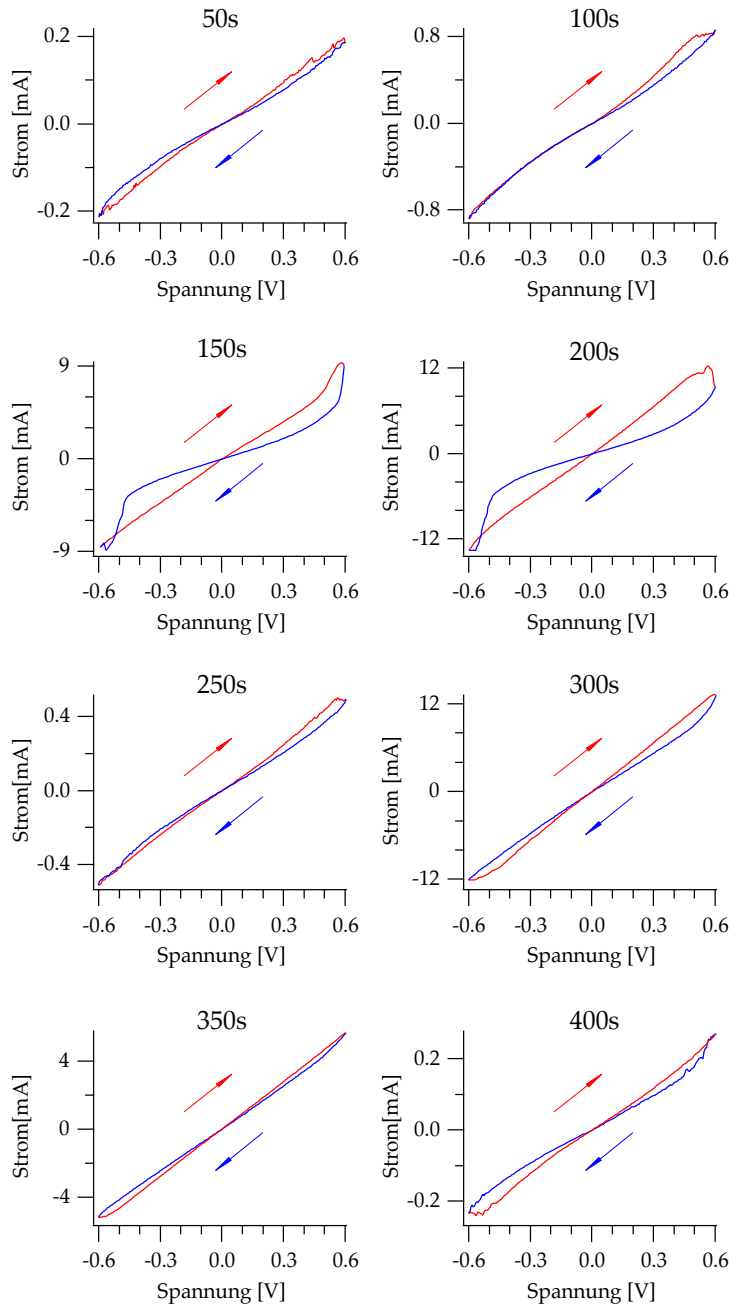 50s
0.2
0.0
-0.2
Strom [mA]
-0.6 -0.3 0.0 0.3 0.6
Spannung [V]
100s
0.8
0.0
-0.8
Strom [mA]
-0.6 -0.3 0.0 0.3 0.6
Spannung [V]
150s
9
0
-9
Strom [mA]
-0.6 -0.3 0.0 0.3 0.6
Spannung [V]
200s
12
0
-12
Strom [mA]
-0.6 -0.3 0.0 0.3 0.6
Spannung [V]
250s
0.4
0.0
-0.4
Strom[mA]
-0.6 -0.3 0.0 0.3 0.6
Spannung [V]
300s
12
0
-12
Strom [mA]
-0.6 -0.3 0.0 0.3 0.6
Spannung [V]
350s
4
0
-4
Strom[mA]
-0.6 -0.3 0.0 0.3 0.6
Spannung [V]
400s
0.2
0.0
-0.2
Strom[mA]
-0.6 -0.3 0.0 0.3 0.6
Spannung [V]